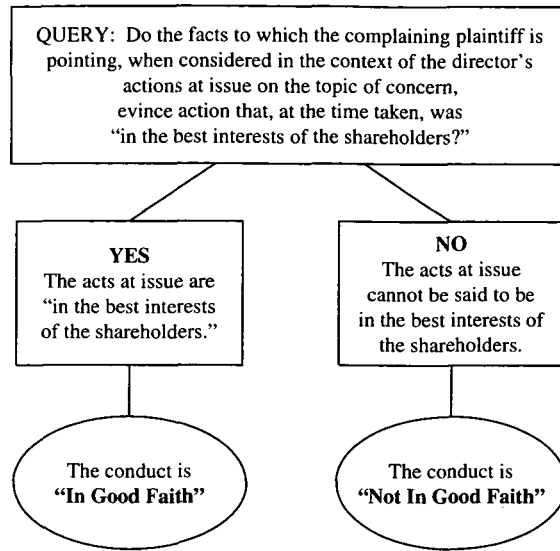 QUERY: Do the facts to which the complaining plaintiff is
pointing, when considered in the context of the director's
actions at issue on the topic of concern,
evince action that, at the time taken, was
“in the best interests of the shareholders?”
YES
The acts at issue are
“in the best interests
of the shareholders.”
NO
The acts at issue
cannot be said to be
in the best interests of
the shareholders.
The conduct is
“In Good Faith”
The conduct is
“Not In Good Faith”